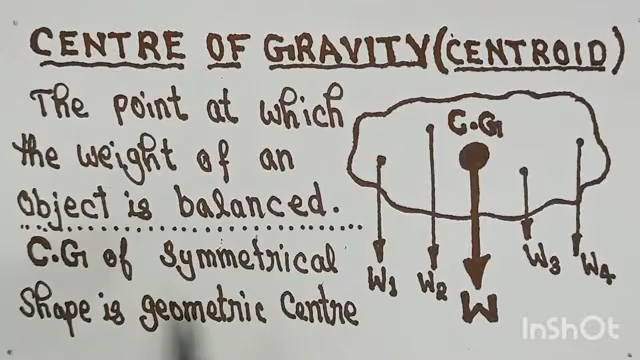 CENTRE OF GRAVITY (CENTROID)
The point at which
the weight of an
object is balanced.
C.G of symmetrical
Shape is geometric Centre
C.G
W1 W2 W W3 W4
InShOt